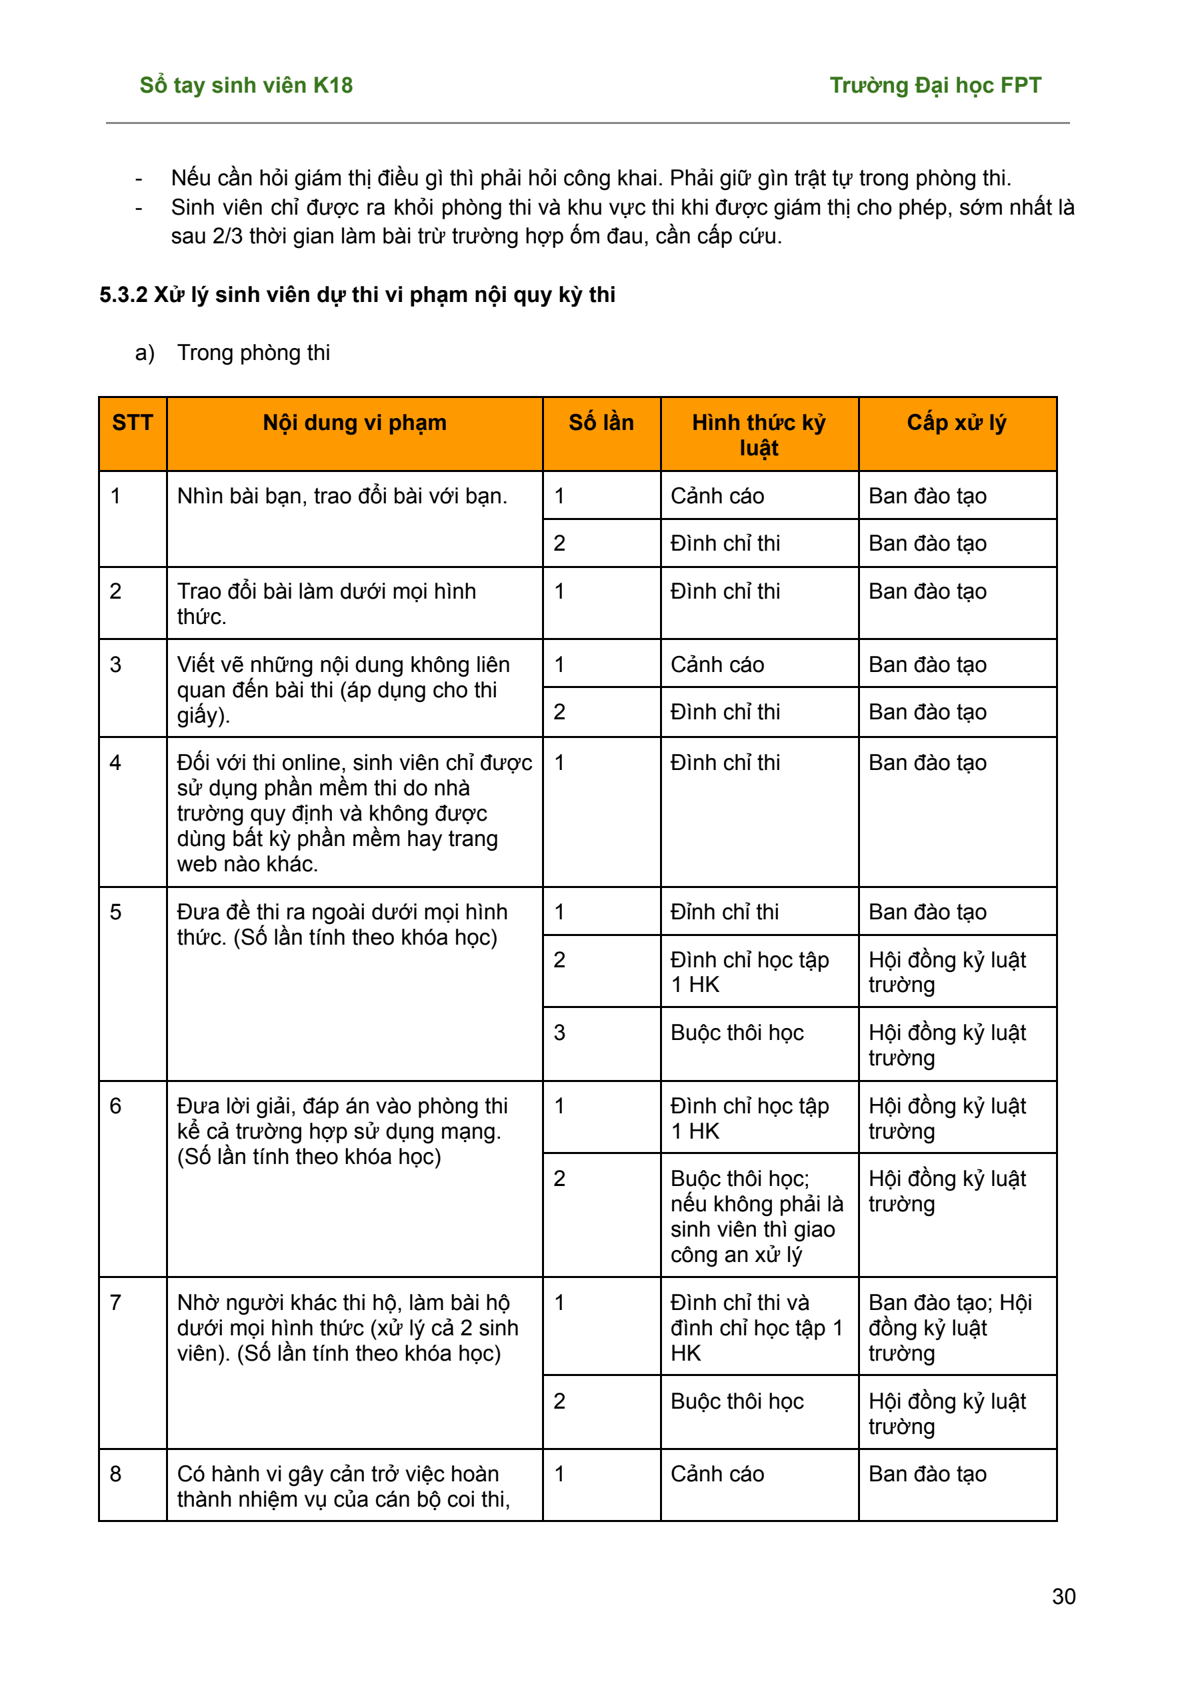 Sổ tay sinh viên K18 Trường Đại học FPT
- Nếu cần hỏi giám thị điều gì thì phải hỏi công khai. Phải giữ gìn trật tự trong phòng thi.
- Sinh viên chỉ được ra khỏi phòng thi và khu vực thi khi được giám thị cho phép, sớm nhất là
sau 2/3 thời gian làm bài trừ trường hợp ốm đau, cần cấp cứu.
5.3.2 Xử lý sinh viên dự thi vi phạm nội quy kỳ thi
a) Trong phòng thi
STT Nội dung vi phạm Số lần Hình thức kỷ Cấp xử lý
luật
1 Nhìn bài bạn, trao đổi bài với bạn. 1 Cảnh cáo Ban đào tạo
2 Đình chỉ thi Ban đào tạo
2 Trao đổi bài làm dưới mọi hình 1 Đình chỉ thi Ban đào tạo
thức.
3 Viết vẽ những nội dung không liên 1 Cảnh cáo Ban đào tạo
quan đến bài thi (áp dụng cho thi
giấy). 2 Đình chỉ thi Ban đào tạo
4 Đối với thi online, sinh viên chỉ được 1 Đình chỉ thi Ban đào tạo
sử dụng phần mềm thi do nhà
trường quy định và không được
dùng bất kỳ phần mềm hay trang
web nào khác.
5 Đưa đề thi ra ngoài dưới mọi hình 1 Đỉnh chỉ thi Ban đào tạo
thức. (Số lần tính theo khóa học)
2 Đình chỉ học tập Hội đồng kỷ luật
1 HK trường
3 Buộc thôi học Hội đồng kỷ luật
trường
6 Đưa lời giải, đáp án vào phòng thi 1 Đình chỉ học tập Hội đồng kỷ luật
kể cả trường hợp sử dụng mạng. 1 HK trường
(Số lần tính theo khóa học)
2 Buộc thôi học; Hội đồng kỷ luật
nếu không phải là trường
sinh viên thì giao
công an xử lý
7 Nhờ người khác thi hộ, làm bài hộ 1 Đình chỉ thi và Ban đào tạo; Hội
dưới mọi hình thức (xử lý cả 2 sinh đình chỉ học tập 1 đồng kỷ luật
viên). (Số lần tính theo khóa học) HK trường
2 Buộc thôi học Hội đồng kỷ luật
trường
8 Có hành vi gây cản trở việc hoàn 1 Cảnh cáo Ban đào tạo
thành nhiệm vụ của cán bộ coi thi,
30